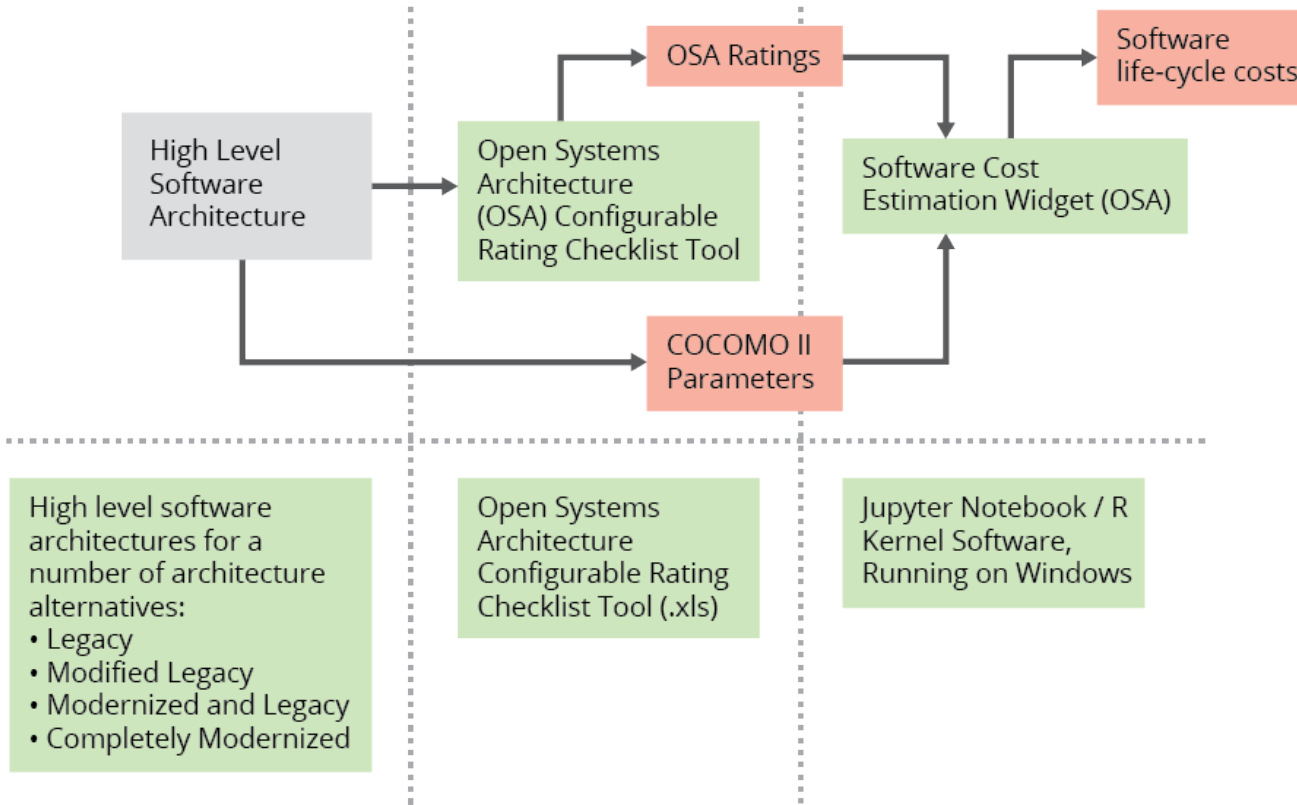 OSA Ratings
Software
life-cycle costs
High Level
Software
Architecture
Open Systems
Architecture
(OSA) Configurable
Rating Checklist Tool
Software Cost
Estimation Widget (OSA)
COCOMO II
Parameters
High level software
architectures for a
number of architecture
alternatives:
• Legacy
• Modified Legacy
• Modernized and Legacy
• Completely Modernized
Open Systems
Architecture
Configurable Rating
Checklist Tool (.xls)
Jupyter Notebook / R
Kernel Software,
Running on Windows